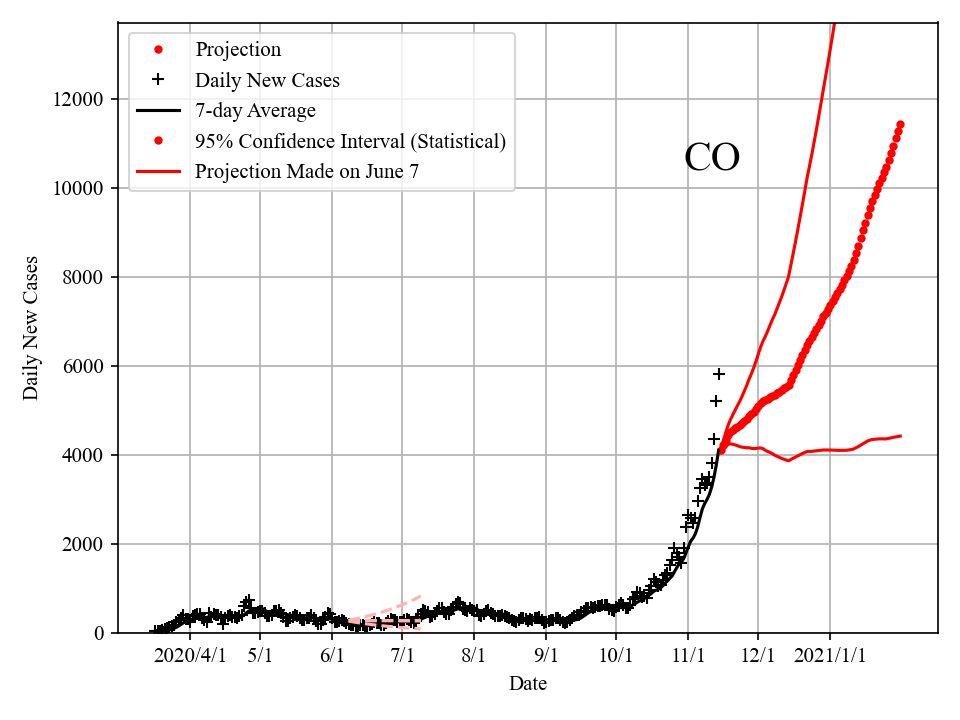 Projection
Daily New Cases
7-day Average
95% Confidence Interval (Statistical)
Projection Made on June 7
CO
12000
10000
8000
6000
4000
2000
0
Daily New Cases
2020/4/1 5/1 6/1 7/1 8/1 9/1 10/1 11/1 12/1 2021/1/1
Date